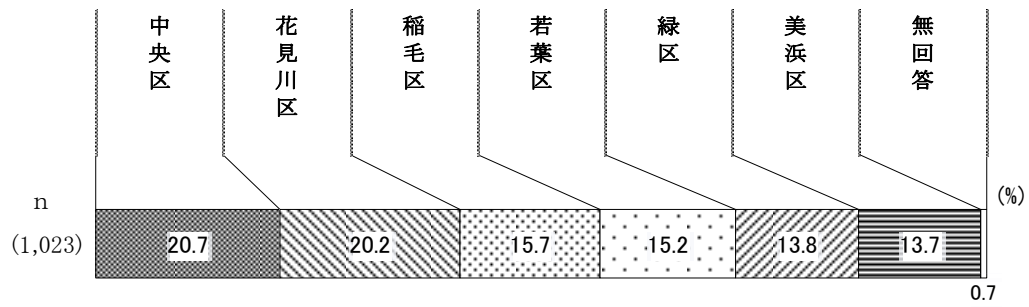 中央区
花見川区
稲毛区
若葉区
緑区
美浜区
無回答
(%)
n
(1,023)
20.7
20.2
15.7
15.2
13.8
13.7
0.7